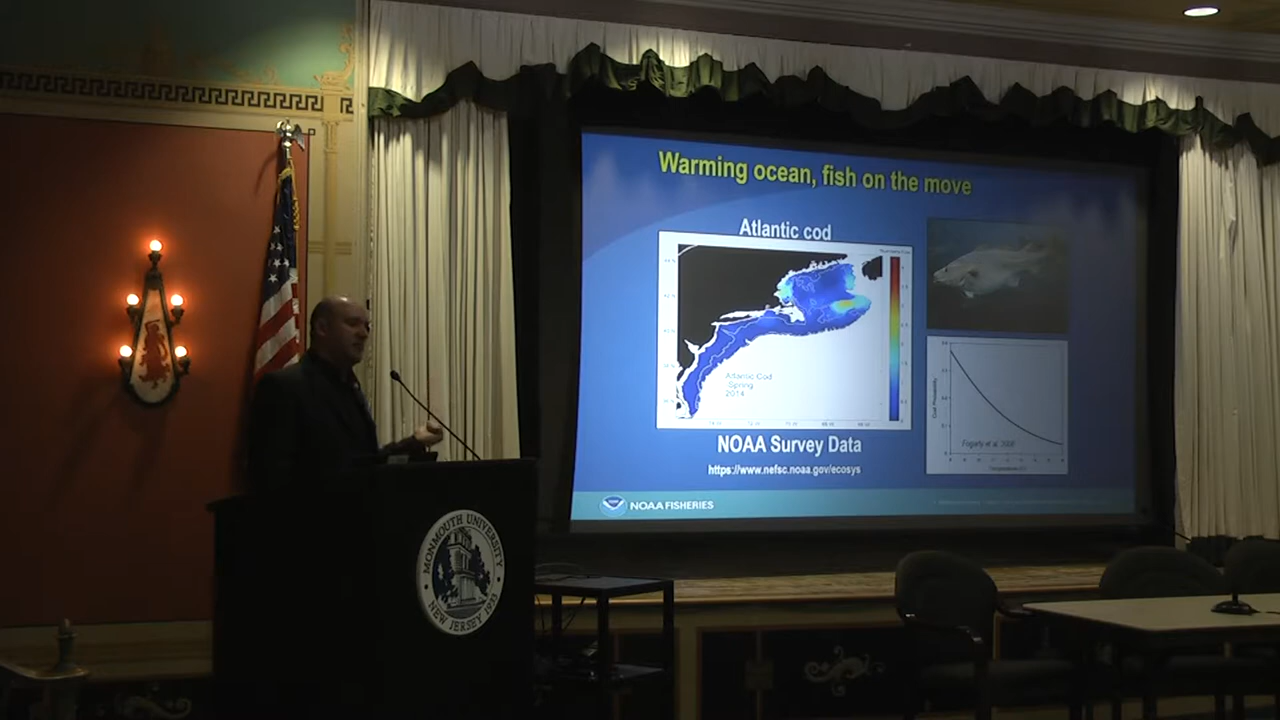 Warming ocean, fish on the move
Atlantic cod
Atlantic Cod
Spring
2014
Fogarty et al. 2008
NOAA Survey Data
https://www.nefsc.noaa.gov/ecosys
NOAA FISHERIES
MONMOUTH UNIVERSITY
NEW JERSEY 1933